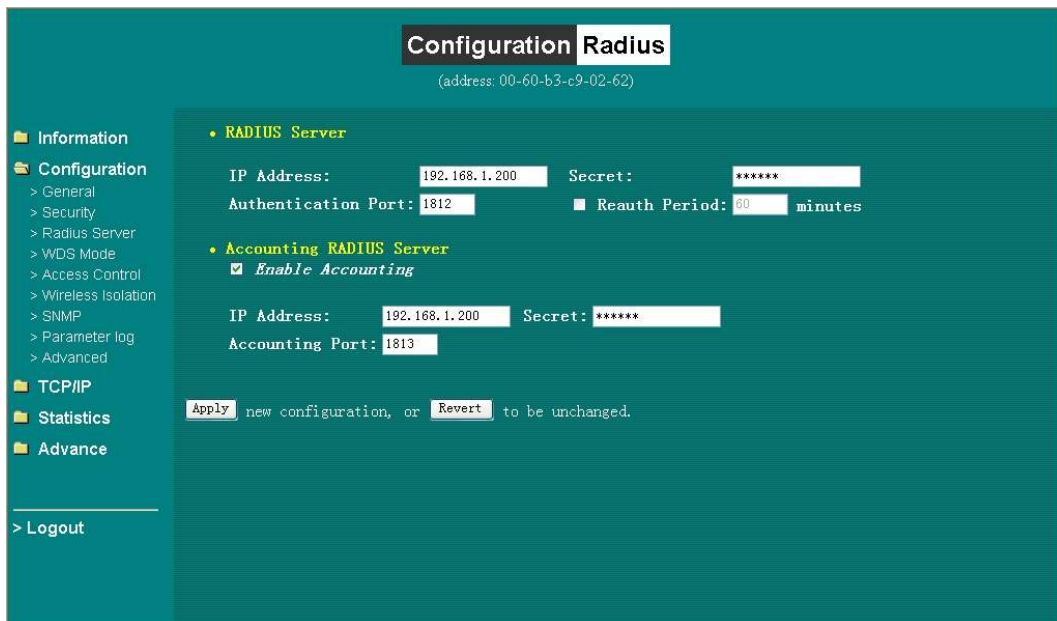 Configuration Radius
(address: 00-60-b3-c9-02-62)
Information
Configuration
> General
> Security
> Radius Server
> WDS Mode
> Access Control
> Wireless Isolation
> SNMP
> Parameter log
> Advanced
TCP/IP
Statistics
Advance
> Logout
• RADIUS Server
IP Address: 192.168.1.200 Secret: ******
Authentication Port: 1812 Reauth Period: 60 minutes
• Accounting RADIUS Server
Enable Accounting
IP Address: 192.168.1.200 Secret: ******
Accounting Port: 1813
Apply new configuration, or Revert to be unchanged.